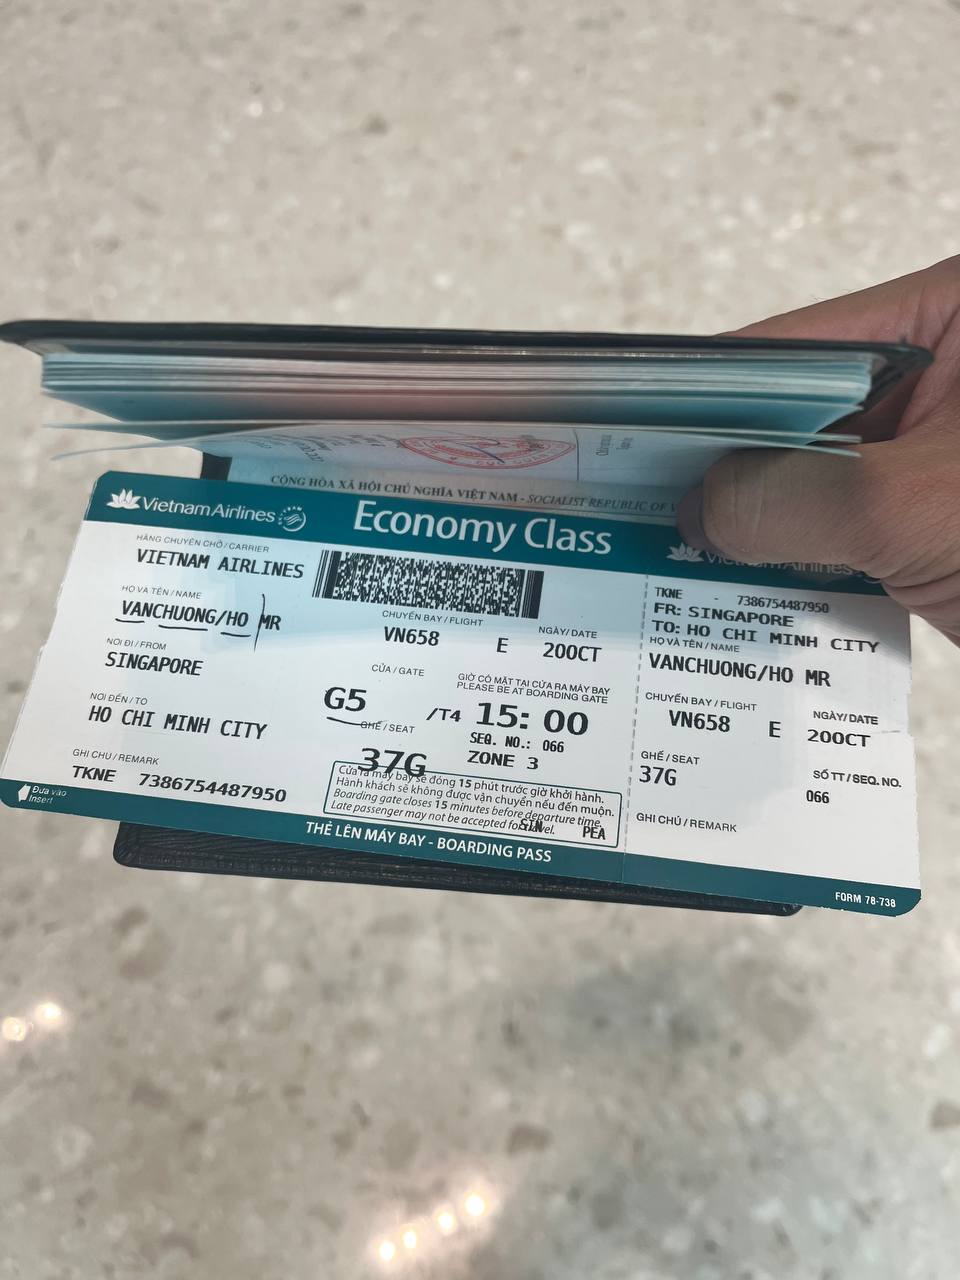 CỘNG HÒA XÃ HỘI CHỦ NGHĨA VIỆT NAM - SOCIALIST REPUBLIC OF V
Vietnam Airlines
Economy Class
Vietnam Airlines
HÃNG CHUYÊN CHỞ / CARRIER
VIETNAM AIRLINES
HỌ VÀ TÊN / NAME
VANCHUONG/HO MR
NƠI ĐI / FROM
SINGAPORE
NƠI ĐẾN / TO
HO CHI MINH CITY
GHI CHÚ / REMARK
TKNE 7386754487950
Đưa vào
Insert
CHUYẾN BAY / FLIGHT
VN658 E
NGÀY/ DATE
20OCT
CỬA / GATE
G5 /T4
GIỜ CÓ MẶT TẠI CỬA RA MÁY BAY
PLEASE BE AT BOARDING GATE
15: 00
GHẾ / SEAT
37G
SEQ. NO.: 066
ZONE 3
Cửa ra máy bay sẽ đóng 15 phút trước giờ khởi hành.
Hành khách sẽ không được vận chuyển nếu đến muộn.
Boarding gate closes 15 minutes before departure time.
Late passenger may not be accepted for travel.
SIN PEA
THẺ LÊN MÁY BAY - BOARDING PASS
TKNE - 7386754487950
FR: SINGAPORE
TO: HO CHI MINH CITY
HỌ VÀ TÊN / NAME
VANCHUONG/HO MR
CHUYẾN BAY / FLIGHT
VN658 E
NGÀY/ DATE
20OCT
GHẾ / SEAT
37G
SỐ TT / SEQ. NO.
066
GHI CHÚ / REMARK
FORM 78-738